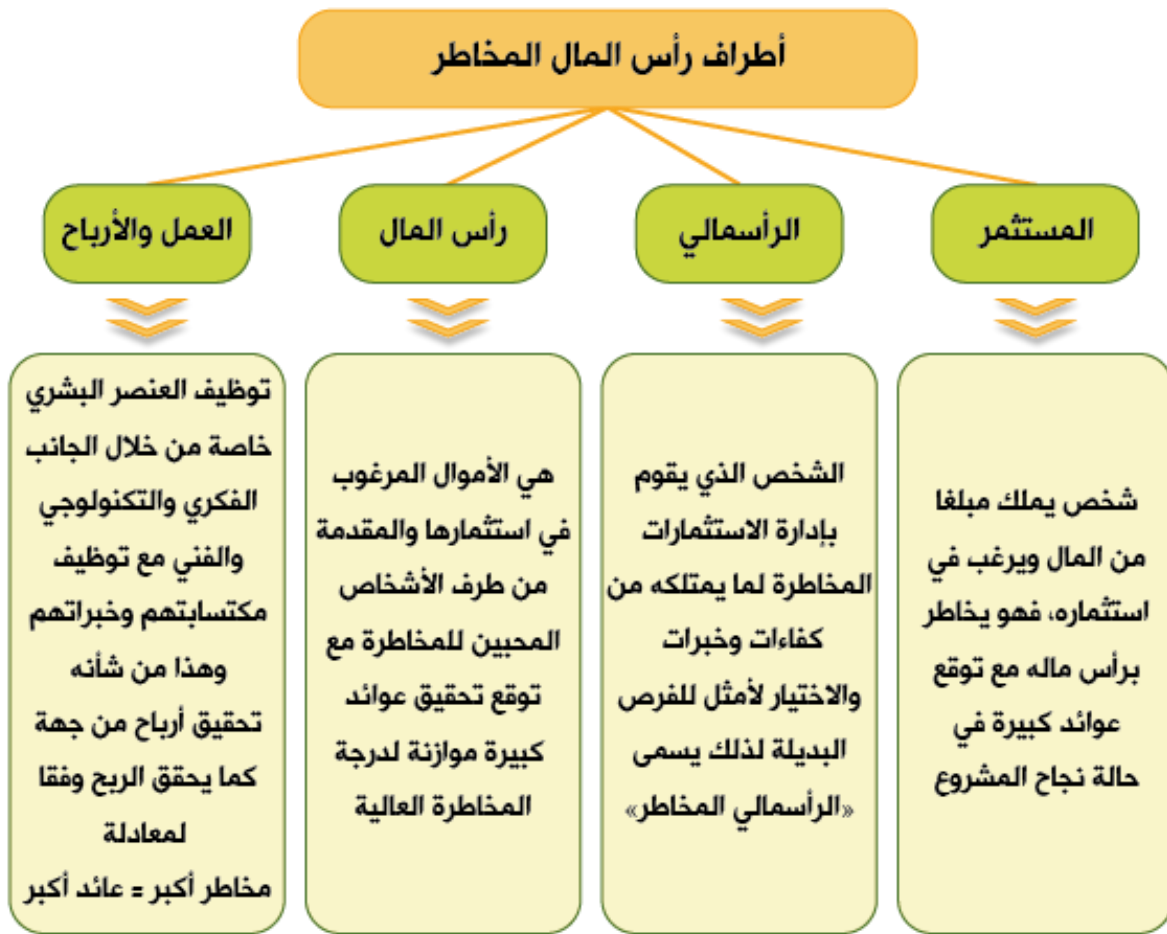 أطراف رأس المال المخاطر
المستثمر
شخص يملك مبلغا
من المال ويرغب في
استثماره، فهو يخاطر
برأس ماله مع توقع
عوائد كبيرة في
حالة نجاح المشروع
الرأسمالي
الشخص الذي يقوم
بإدارة الاستثمارات
المخاطرة لما يمتلكه من
كفاءات وخبرات
والاختيار لأمثل للفرص
البديلة لذلك يسمى
«الرأسمالي المخاطر»
رأس المال
هي الأموال المرغوب
في استثمارها والمقدمة
من طرف الأشخاص
المحبين للمخاطرة مع
توقع تحقيق عوائد
كبيرة موازنة لدرجة
المخاطرة العالية
العمل والأرباح
توظيف العنصر البشري
خاصة من خلال الجانب
الفكري والتكنولوجي
والفني مع توظيف
مكتسابتهم وخبراتهم
وهذا من شأنه
تحقيق أرباح من جهة
كما يحقق الربح وفقا
لمعادلة
مخاطر أكبر = عائد أكبر